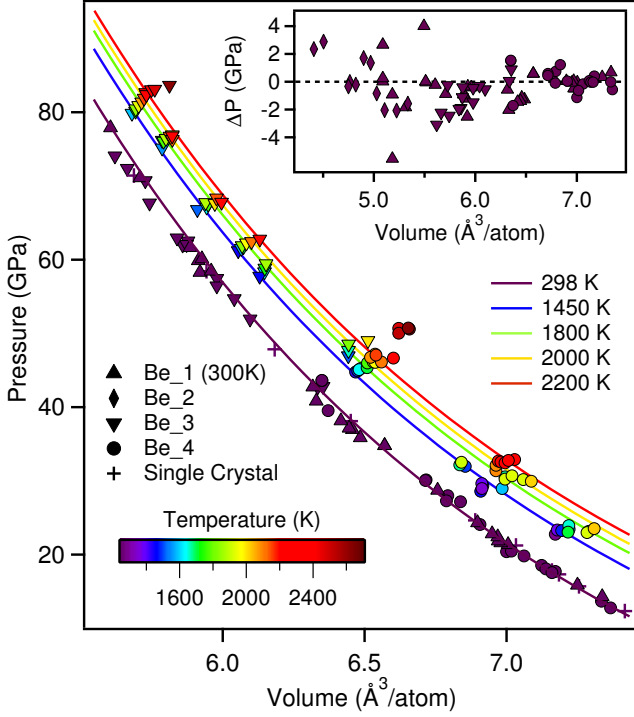 4
2
0
-2
-4
ΔP (GPa)
5.0
6.0
7.0
Volume (Å³/atom)
80
60
40
20
Pressure (GPa)
298 K
1450 K
1800 K
2000 K
2200 K
Be_1 (300K)
Be_2
Be_3
Be_4
Single Crystal
Temperature (K)
1600
2000
2400
6.0
6.5
7.0
Volume (Å³/atom)